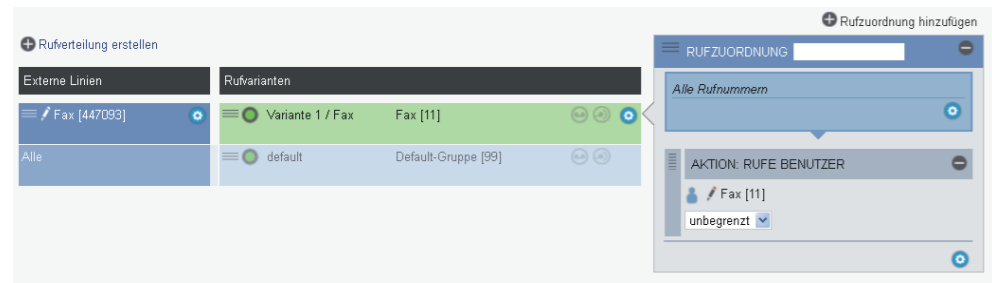 Rufzuordnung hinzufügen
Rufverteilung erstellen
RUFZUORDNUNG
Externe Linien
Rufvarianten
Alle Rufnummern
Fax [447093]
Variante 1 / Fax
Fax [11]
Alle
default
Default-Gruppe [99]
AKTION: RUFE BENUTZER
Fax [11]
unbegrenzt